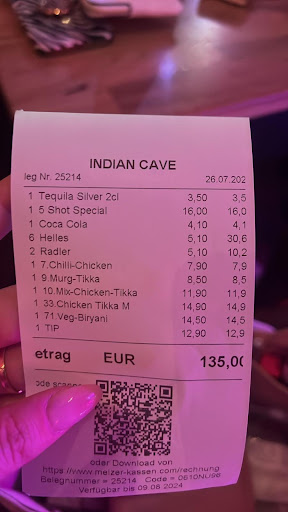 INDIAN CAVE
leg Nr. 25214 26.07.202
1 Tequila Silver 2cl 3,50 3,5
1 5 Shot Special 16,00 16,0
1 Coca Cola 4,10 4,1
6 Helles 5,10 30,6
2 Radler 5,10 10,2
1 7.Chilli-Chicken 7,90 7,9
1 9.Murg-Tikka 8,50 8,5
1 10.Mix-Chicken-Tikka 11,90 11,9
1 33.Chicken Tikka M 14,90 14,9
1 71.Veg-Biryani 14,50 14,5
1 TIP 12,90 12,9
etrag EUR 135,00
ode scanne
oder Download von
https://www.melzer-kassen.com/rechnung
Belegnummer = 25214 Code = 0610NU98
Verfügbar bis 09.08.2024